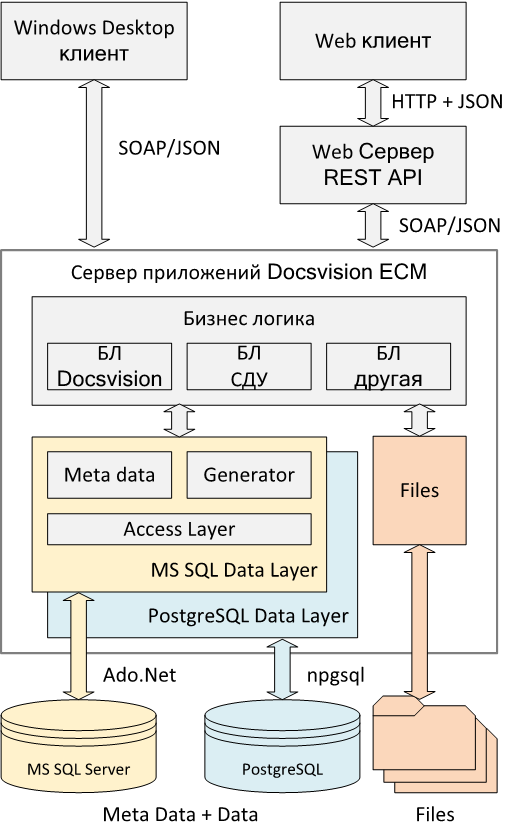 Windows Desktop
клиент
Web клиент
HTTP + JSON
SOAP/JSON
Web Сервер
REST API
SOAP/JSON
Сервер приложений Docsvision ECM
Бизнес логика
БЛ
Docsvision
БЛ
СДУ
БЛ
другая
Meta data
Generator
Access Layer
MS SQL Data Layer
PostgreSQL Data Layer
Files
Ado.Net
npgsql
MS SQL Server
PostgreSQL
Meta Data + Data
Files